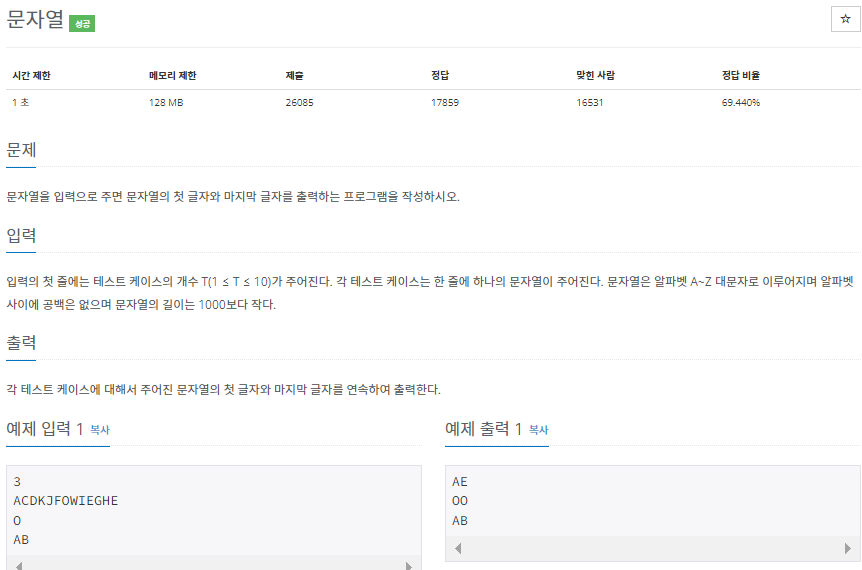 문자열 성공
☆
시간 제한 메모리 제한 제출 정답 맞힌 사람 정답 비율
1 초 128 MB 26085 17859 16531 69.440%
문제
문자열을 입력으로 주면 문자열의 첫 글자와 마지막 글자를 출력하는 프로그램을 작성하시오.
입력
입력의 첫 줄에는 테스트 케이스의 개수 T(1 ≤ T ≤ 10)가 주어진다. 각 테스트 케이스는 한 줄에 하나의 문자열이 주어진다. 문자열은 알파벳 A~Z 대문자로 이루어지며 알파벳
사이에 공백은 없으며 문자열의 길이는 1000보다 작다.
출력
각 테스트 케이스에 대해서 주어진 문자열의 첫 글자와 마지막 글자를 연속하여 출력한다.
예제 입력 1 복사
3
ACDKJFOWIEGHE
O
AB
예제 출력 1 복사
AE
OO
AB